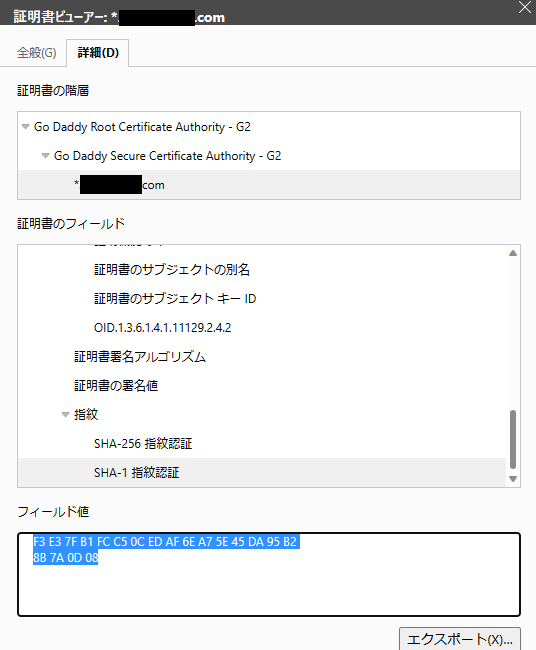 証明書ビューアー: *.com
全般(G) 詳細(D)
証明書の階層
Go Daddy Root Certificate Authority - G2
Go Daddy Secure Certificate Authority - G2
*com
証明書のフィールド
証明書のサブジェクトの別名
証明書のサブジェクト キー ID
OID.1.3.6.1.4.1.11129.2.4.2
証明書署名アルゴリズム
証明書の署名値
指紋
SHA-256 指紋認証
SHA-1 指紋認証
フィールド値
F3 E3 7F B1 FC C5 0C ED AF 6E A7 5E 45 DA 95 B2
8B 7A 0D 08
エクスポート(X)...